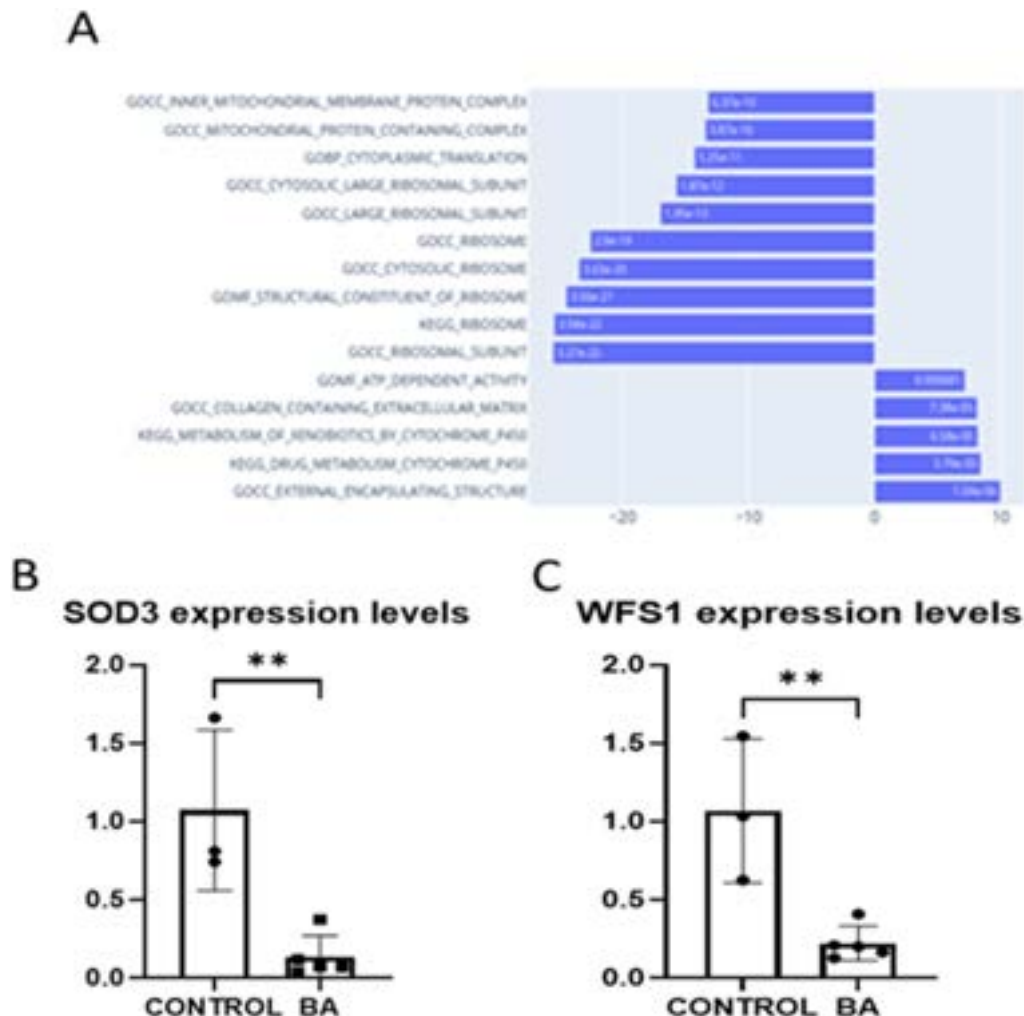 A
GOCC_INNER_MITOCHONDRIAL_MEMBRANE_PROTEIN_COMPLEX
GOCC_MITOCHONDRIAL_PROTEIN_CONTAINING_COMPLEX
GOBP_CYTOPLASMIC_TRANSLATION
GOCC_CYTOSOLIC_LARGE_RIBOSOMAL_SUBUNIT
GOCC_LARGE_RIBOSOMAL_SUBUNIT
GOCC_RIBOSOME
GOCC_CYTOSOLIC_RIBOSOME
GOMF_STRUCTURAL_CONSTITUENT_OF_RIBOSOME
KEGG_RIBOSOME
GOCC_RIBOSOMAL_SUBUNIT
GOMF_ATP_DEPENDENT_ACTIVITY
GOCC_COLLAGEN_CONTAINING_EXTRACELLULAR_MATRIX
KEGG_METABOLISM_OF_XENOBIOTICS_BY_CYTOCHROME_P450
KEGG_DRUG_METABOLISM_CYTOCHROME_P450
GOCC_EXTERNAL_ENCAPSULATING_STRUCTURE
−20 −10 0 10
B
SOD3 expression levels
**
2.0
1.5
1.0
0.5
0.0
CONTROL BA
C
WFS1 expression levels
**
2.0
1.5
1.0
0.5
0.0
CONTROL BA